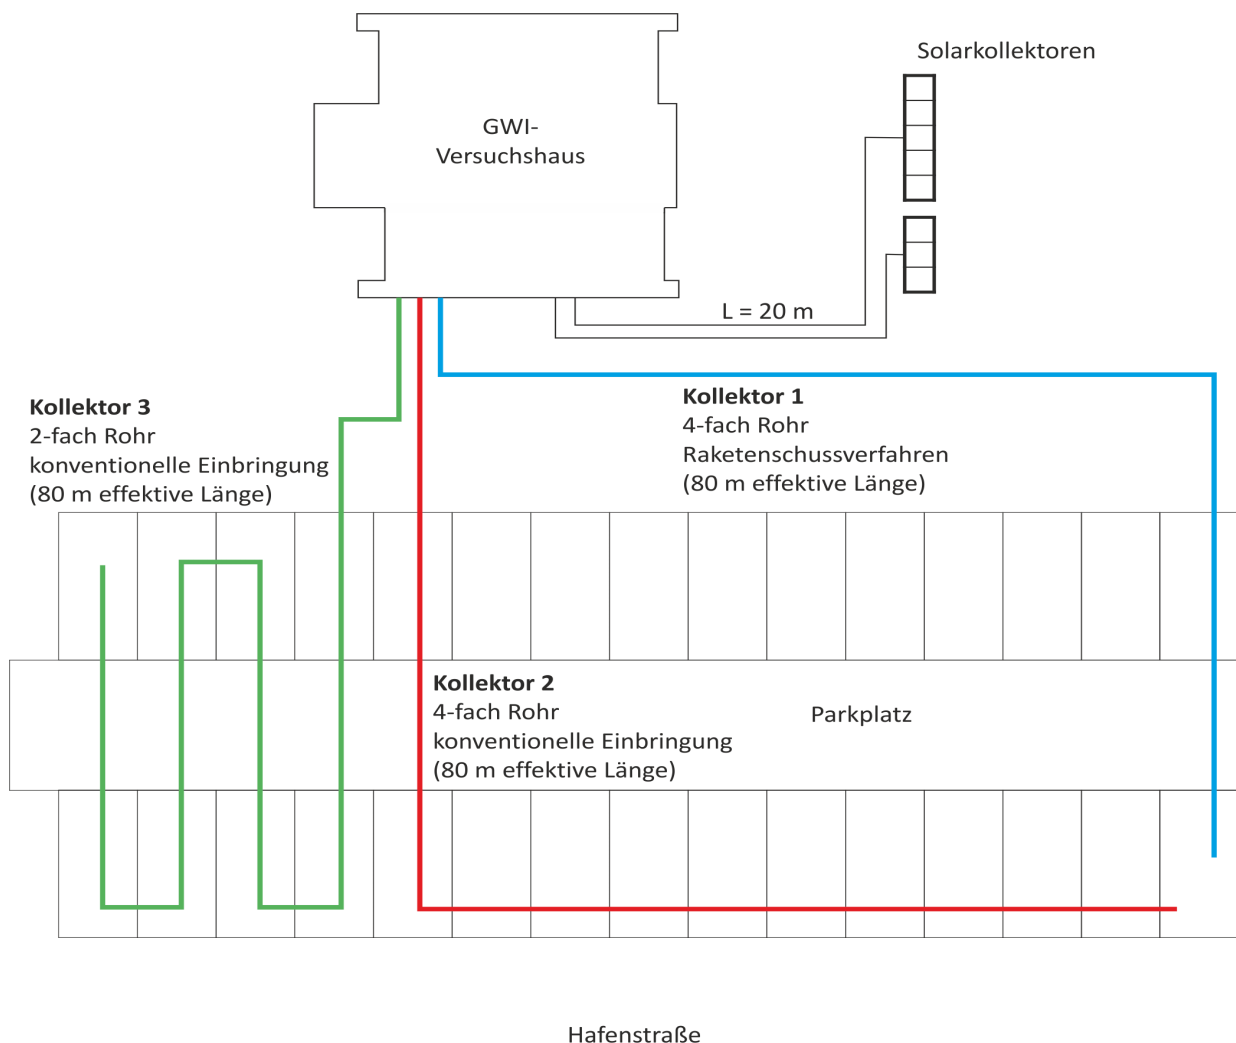 Solarkollektoren
GWI-
Versuchshaus
L = 20 m
Kollektor 1
4-fach Rohr
Raketenschussverfahren
(80 m effektive Länge)
Kollektor 3
2-fach Rohr
konventionelle Einbringung
(80 m effektive Länge)
Kollektor 2
4-fach Rohr
konventionelle Einbringung
(80 m effektive Länge)
Parkplatz
Hafenstraße